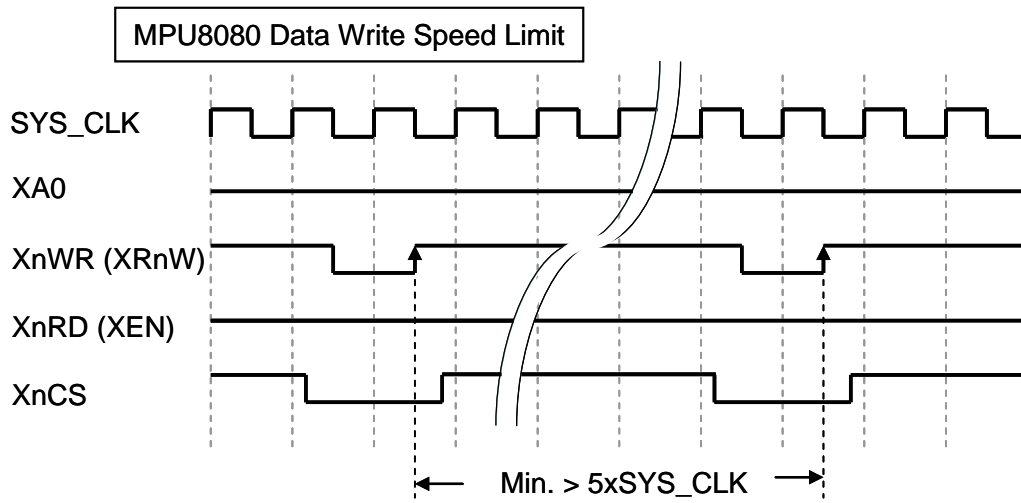 MPU8080 Data Write Speed Limit
SYS_CLK
XA0
XnWR (XRnW)
XnRD (XEN)
XnCS
Min. > 5xSYS_CLK